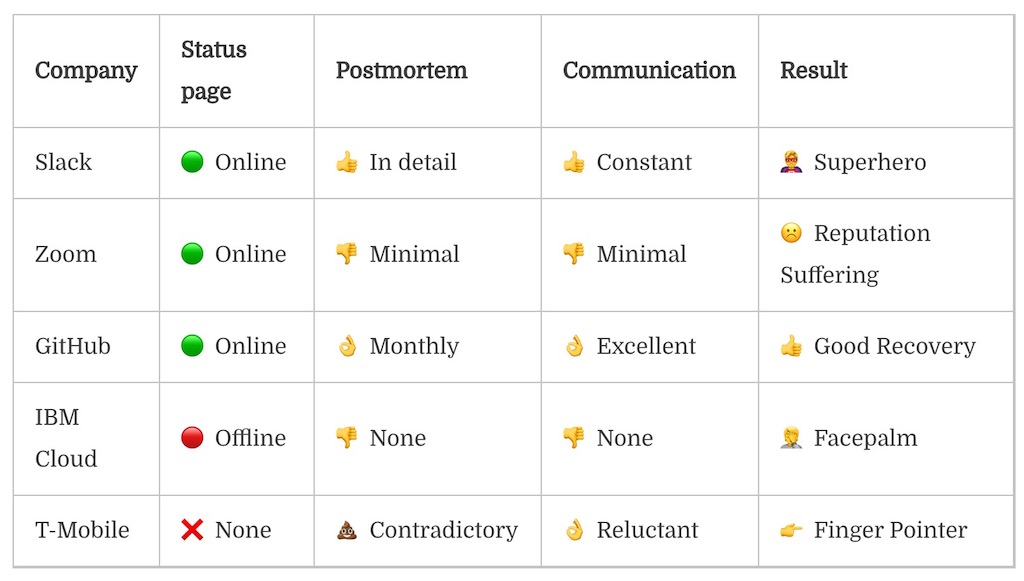 Company
Status
page
Postmortem
Communication
Result
Slack
🟢 Online
👍 In detail
👍 Constant
🦸 Superhero
Zoom
🟢 Online
👎 Minimal
👎 Minimal
☹️ Reputation
Suffering
GitHub
🟢 Online
👌 Monthly
👌 Excellent
👍 Good Recovery
IBM
Cloud
🔴 Offline
👎 None
👎 None
🤦 Facepalm
T-Mobile
❌ None
💩 Contradictory
👌 Reluctant
👉 Finger Pointer